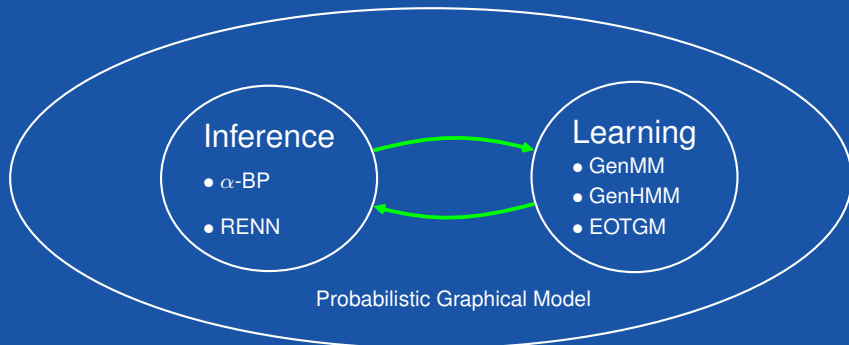 Inference
● α-BP
● RENN
Learning
● GenMM
● GenHMM
● EOTGM
Probabilistic Graphical Model